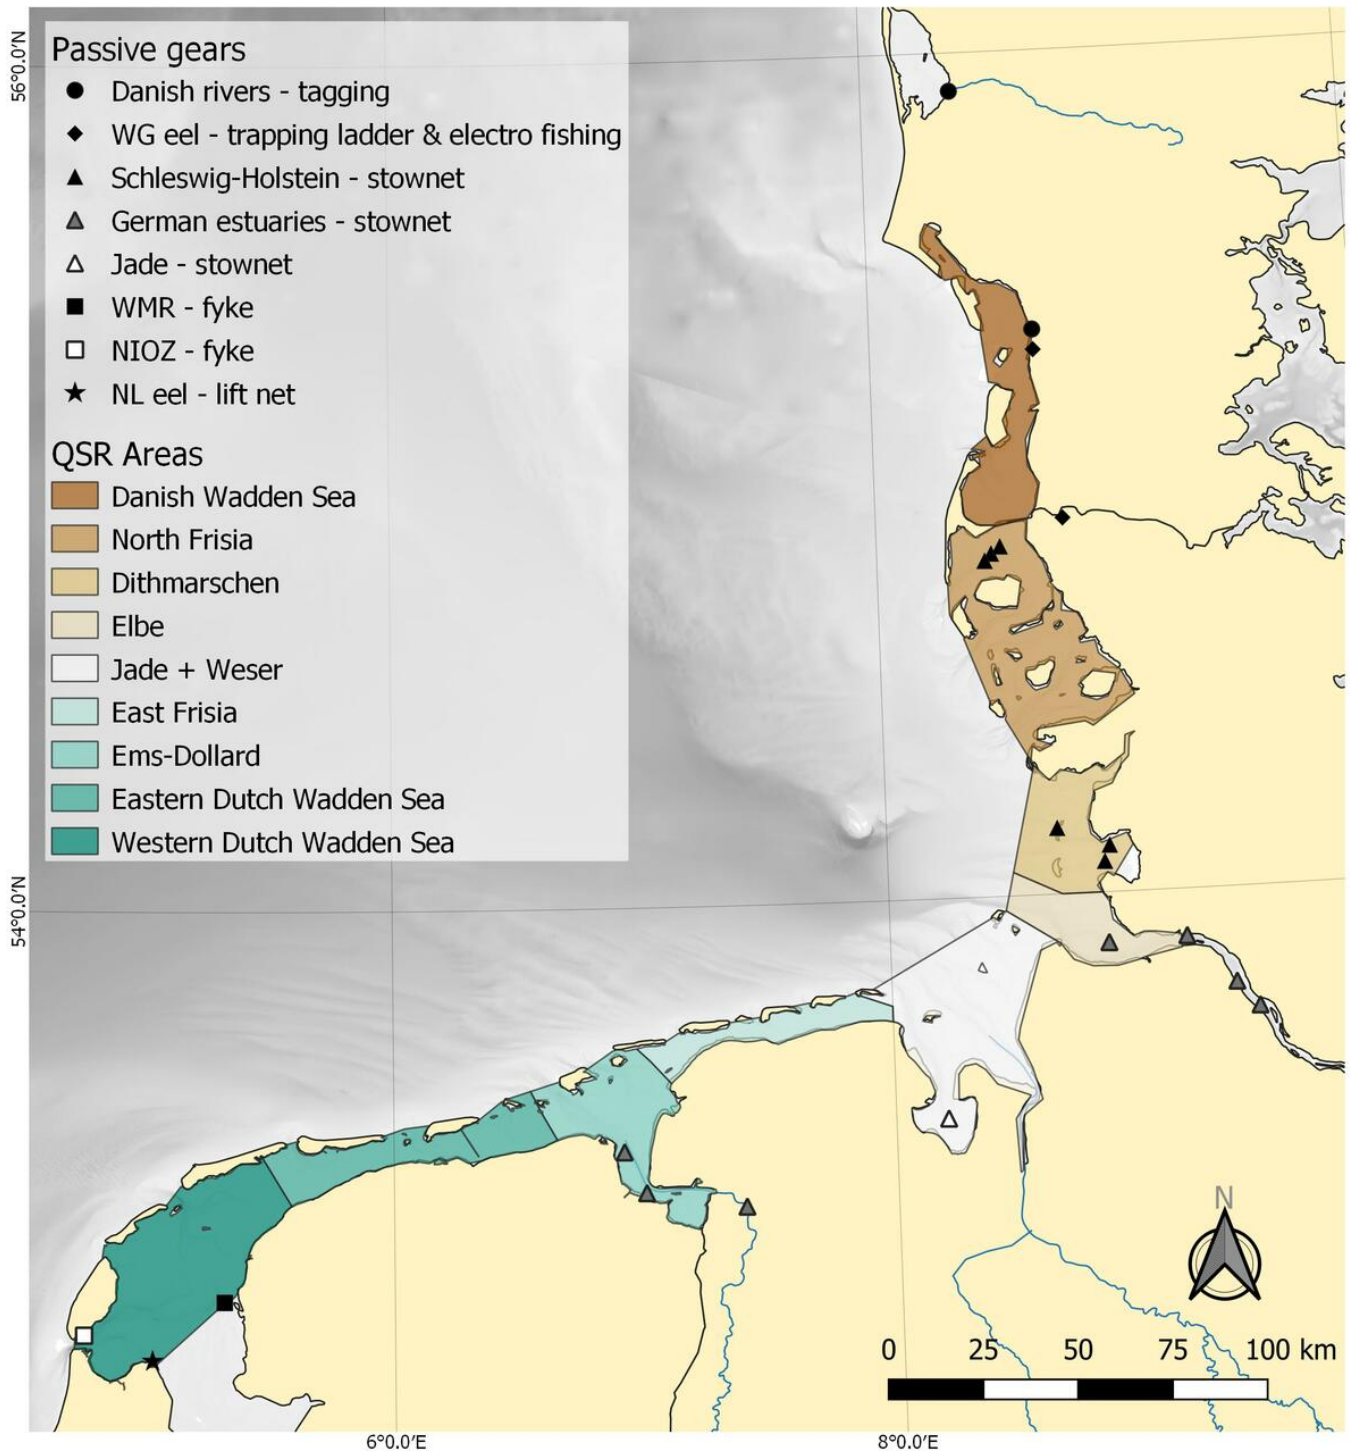 Passive gears
Danish rivers - tagging
WG eel - trapping ladder & electro fishing
Schleswig-Holstein - stownet
German estuaries - stownet
Jade - stownet
WMR - fyke
NIOZ - fyke
NL eel - lift net
QSR Areas
Danish Wadden Sea
North Frisia
Dithmarschen
Elbe
Jade + Weser
East Frisia
Ems-Dollard
Eastern Dutch Wadden Sea
Western Dutch Wadden Sea
56°0.0′N
54°0.0′N
N
0 25 50 75 100 km
6°0.0′E 8°0.0′E